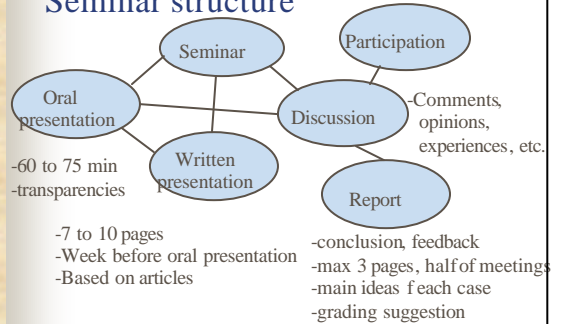 Seminar structure
Seminar
Participation
Oral
presentation
Discussion
-Comments,
opinions,
experiences, etc.
Written
presentation
-60 to 75 min
-transparencies
Report
-7 to 10 pages
-Week before oral presentation
-Based on articles
-conclusion, feedback
-max 3 pages, half of meetings
-main ideas f each case
-grading suggestion